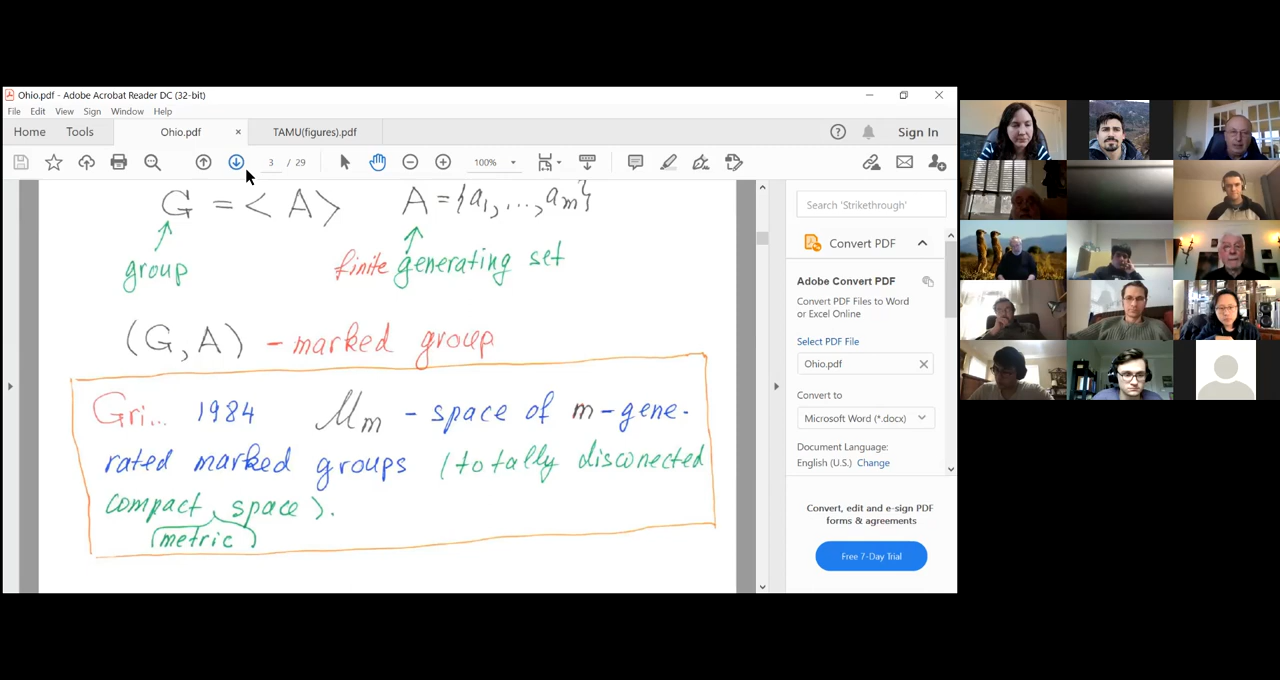 Ohio.pdf - Adobe Acrobat Reader DC (32-bit)
File Edit View Sign Window Help
Home Tools Ohio.pdf × TAMU(figures).pdf Sign In
3 / 29 100%
G = < A > A = {a1, ..., am}
group finite generating set
(G, A) - marked group
Gri... 1984 Mm - space of m-gene-
rated marked groups (totally disconected
compact space).
(metric)
Search 'Strikethrough'
Convert PDF
Adobe Convert PDF
Convert PDF Files to Word
or Excel Online
Select PDF File
Ohio.pdf
Convert to
Microsoft Word (*.docx)
Document Language:
English (U.S.) Change
Convert, edit and e-sign PDF
forms & agreements
Free 7-Day Trial